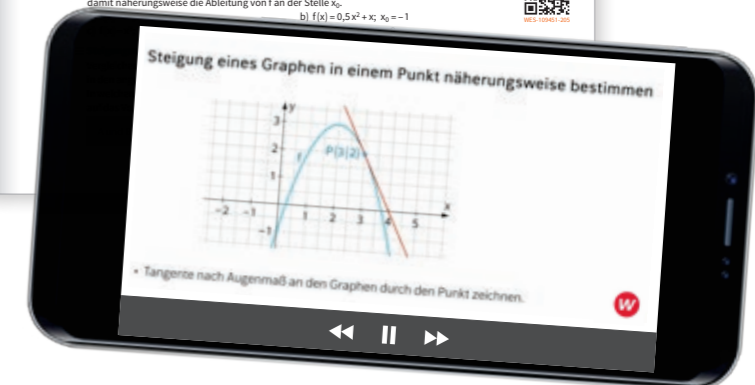 damit näherungsweise die Ableitung von f an der Stelle x₀.
b) f(x) = 0,5x² + x; x₀ = −1
WES-109451-205
Steigung eines Graphen in einem Punkt näherungsweise bestimmen
y
3
2
f
P(3|2)
1
x
−2 −1 1 2 3 4 5
−1
• Tangente nach Augenmaß an den Graphen durch den Punkt zeichnen.
W